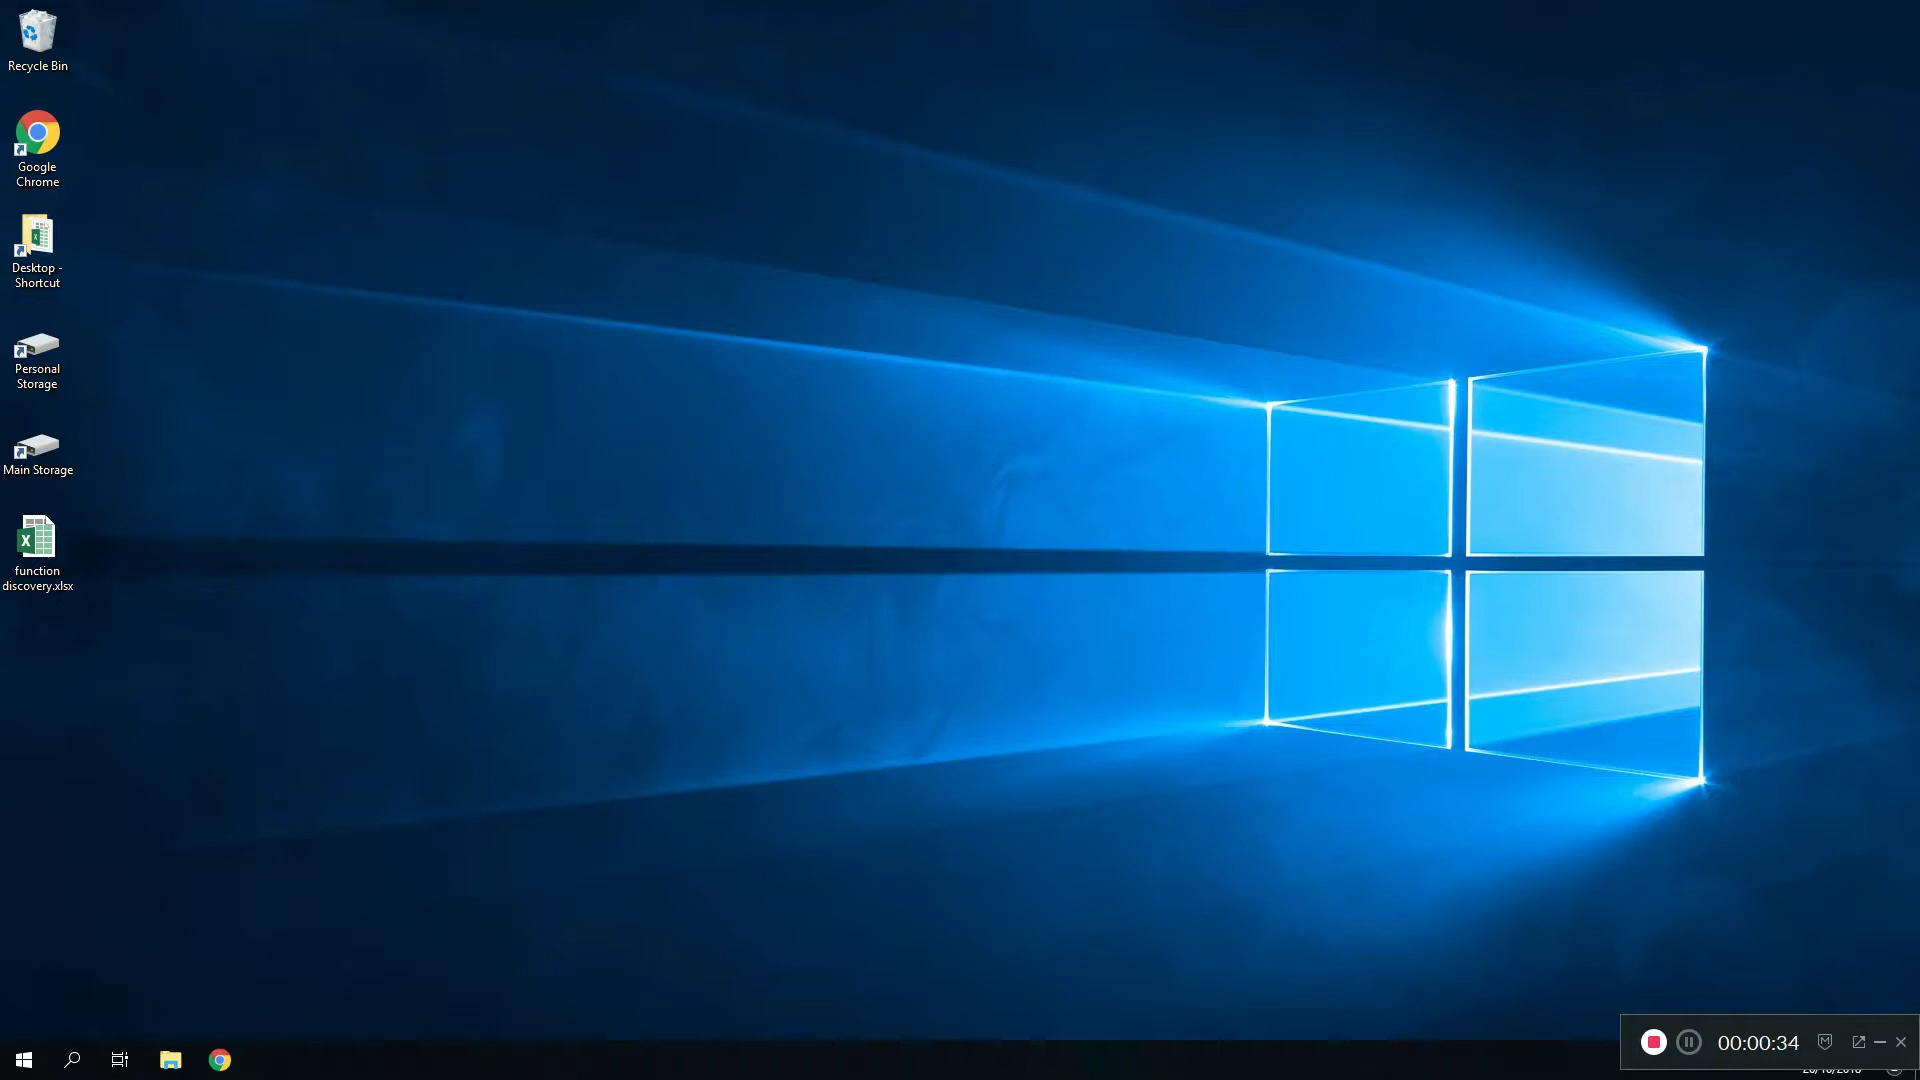 Recycle Bin
Google
Chrome
Desktop -
Shortcut
Personal
Storage
Main Storage
function
discovery.xlsx
00:00:34